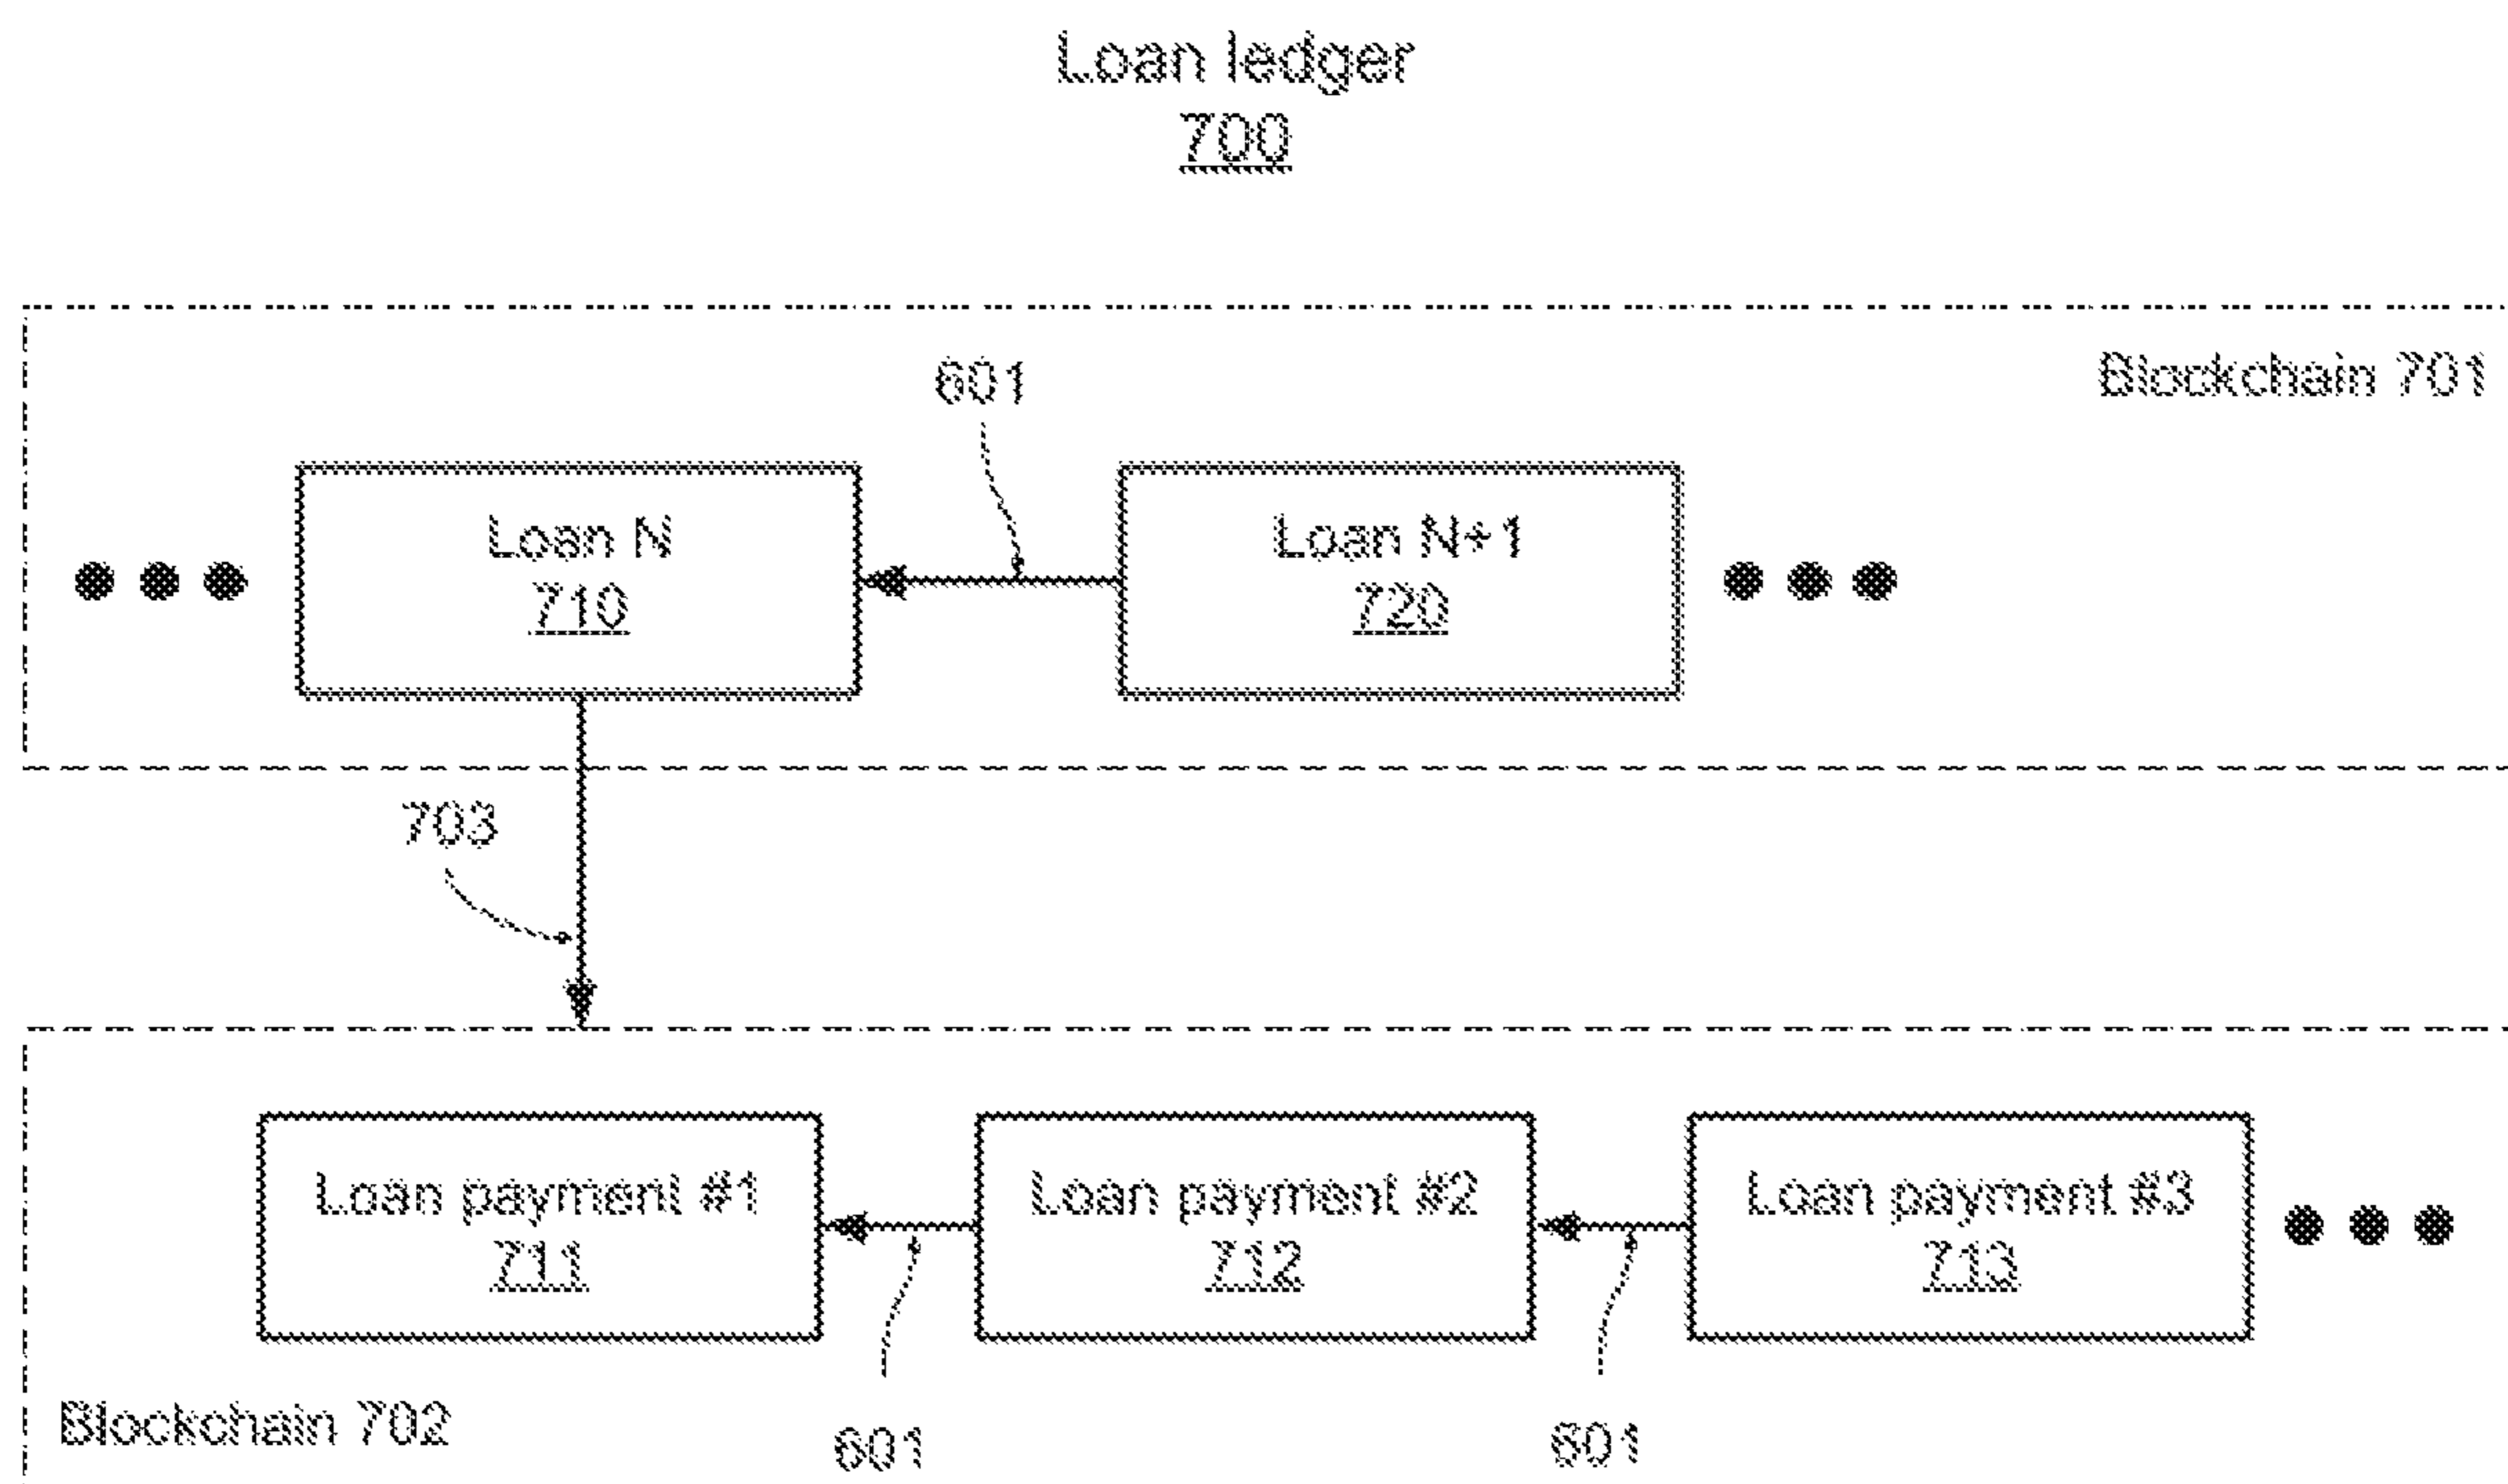 Loan ledger
700
601
Blockchain 701
Loan N
710
Loan N+1
720
703
Loan payment #1
711
Loan payment #2
712
Loan payment #3
713
Blockchain 702
601
601